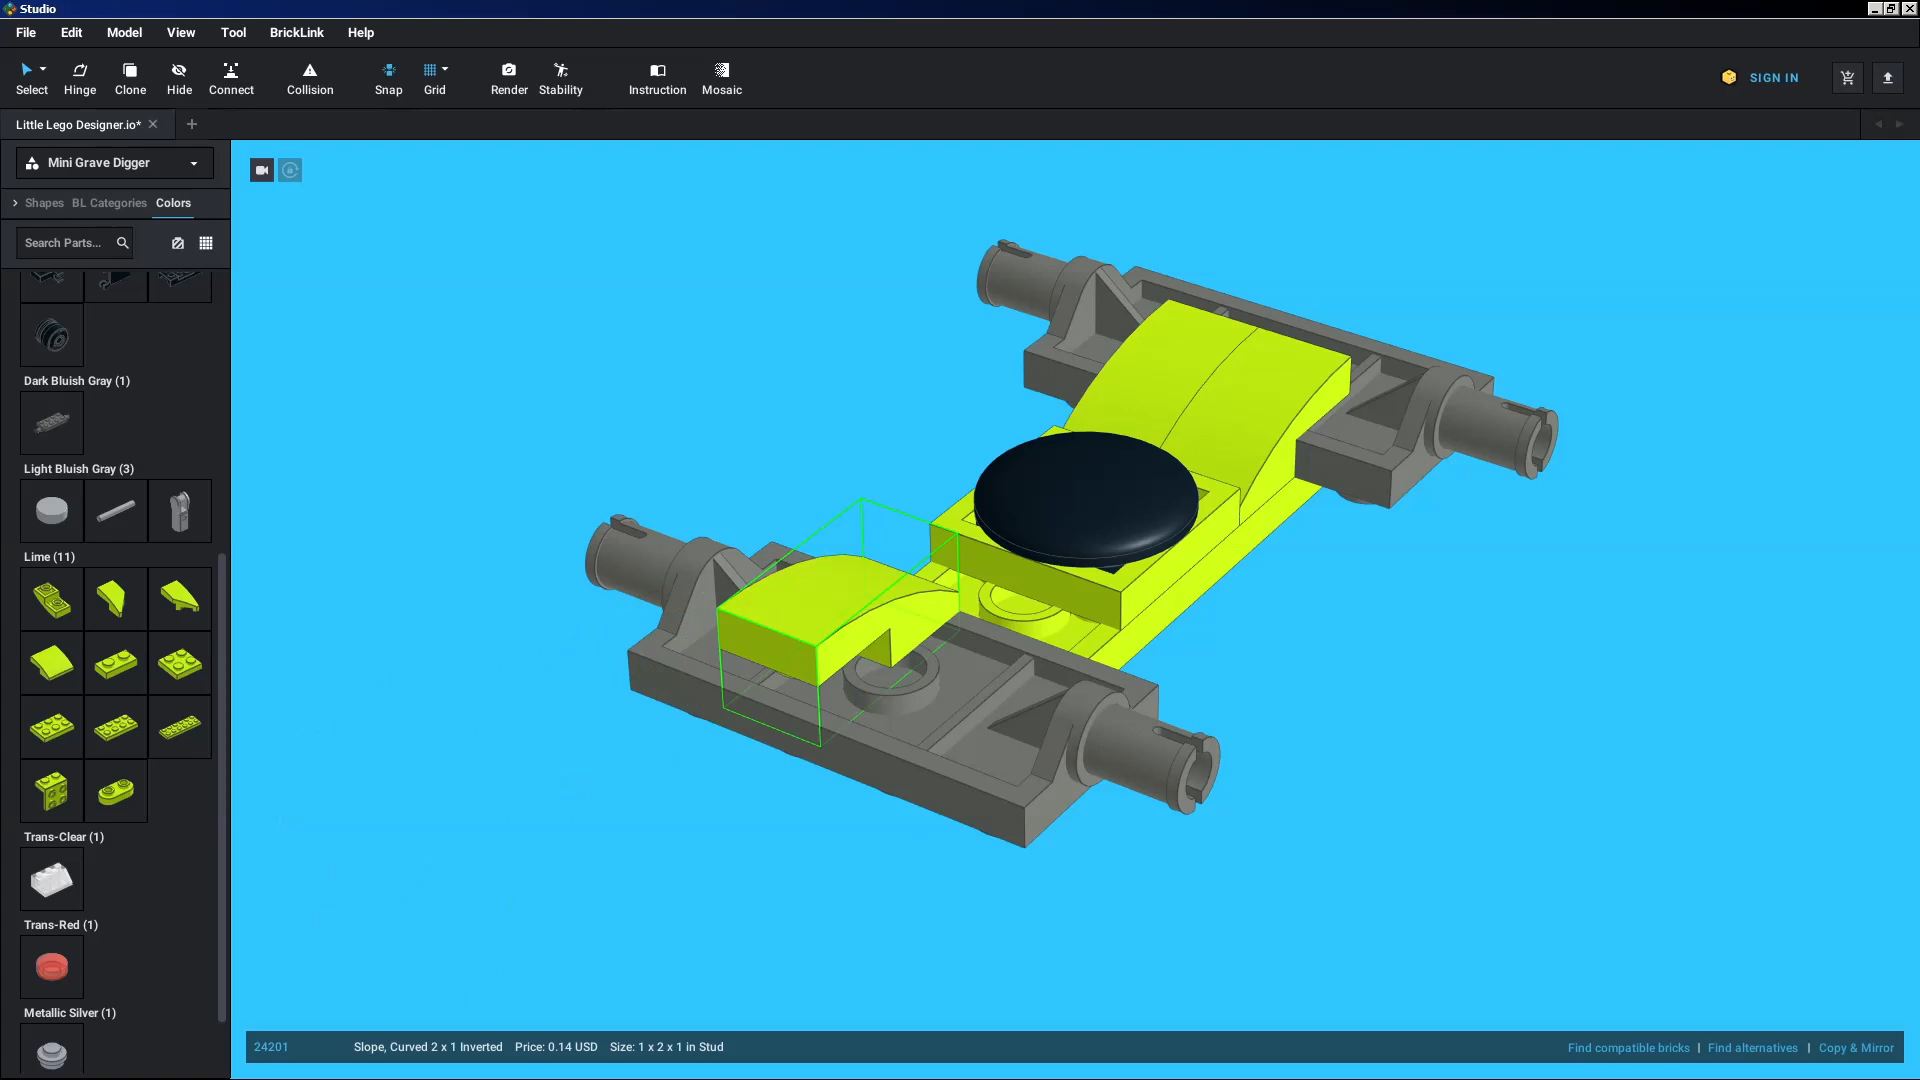 Studio
File Edit Model View Tool BrickLink Help
Select Hinge Clone Hide Connect Collision Snap Grid Render Stability Instruction Mosaic SIGN IN
Little Lego Designer.io*
Mini Grave Digger
Shapes BL Categories Colors
Search Parts...
Dark Bluish Gray (1)
Light Bluish Gray (3)
Lime (11)
Trans-Clear (1)
Trans-Red (1)
Metallic Silver (1)
24201 Slope, Curved 2 x 1 Inverted Price: 0.14 USD Size: 1 x 2 x 1 in Stud Find compatible bricks | Find alternatives | Copy & Mirror